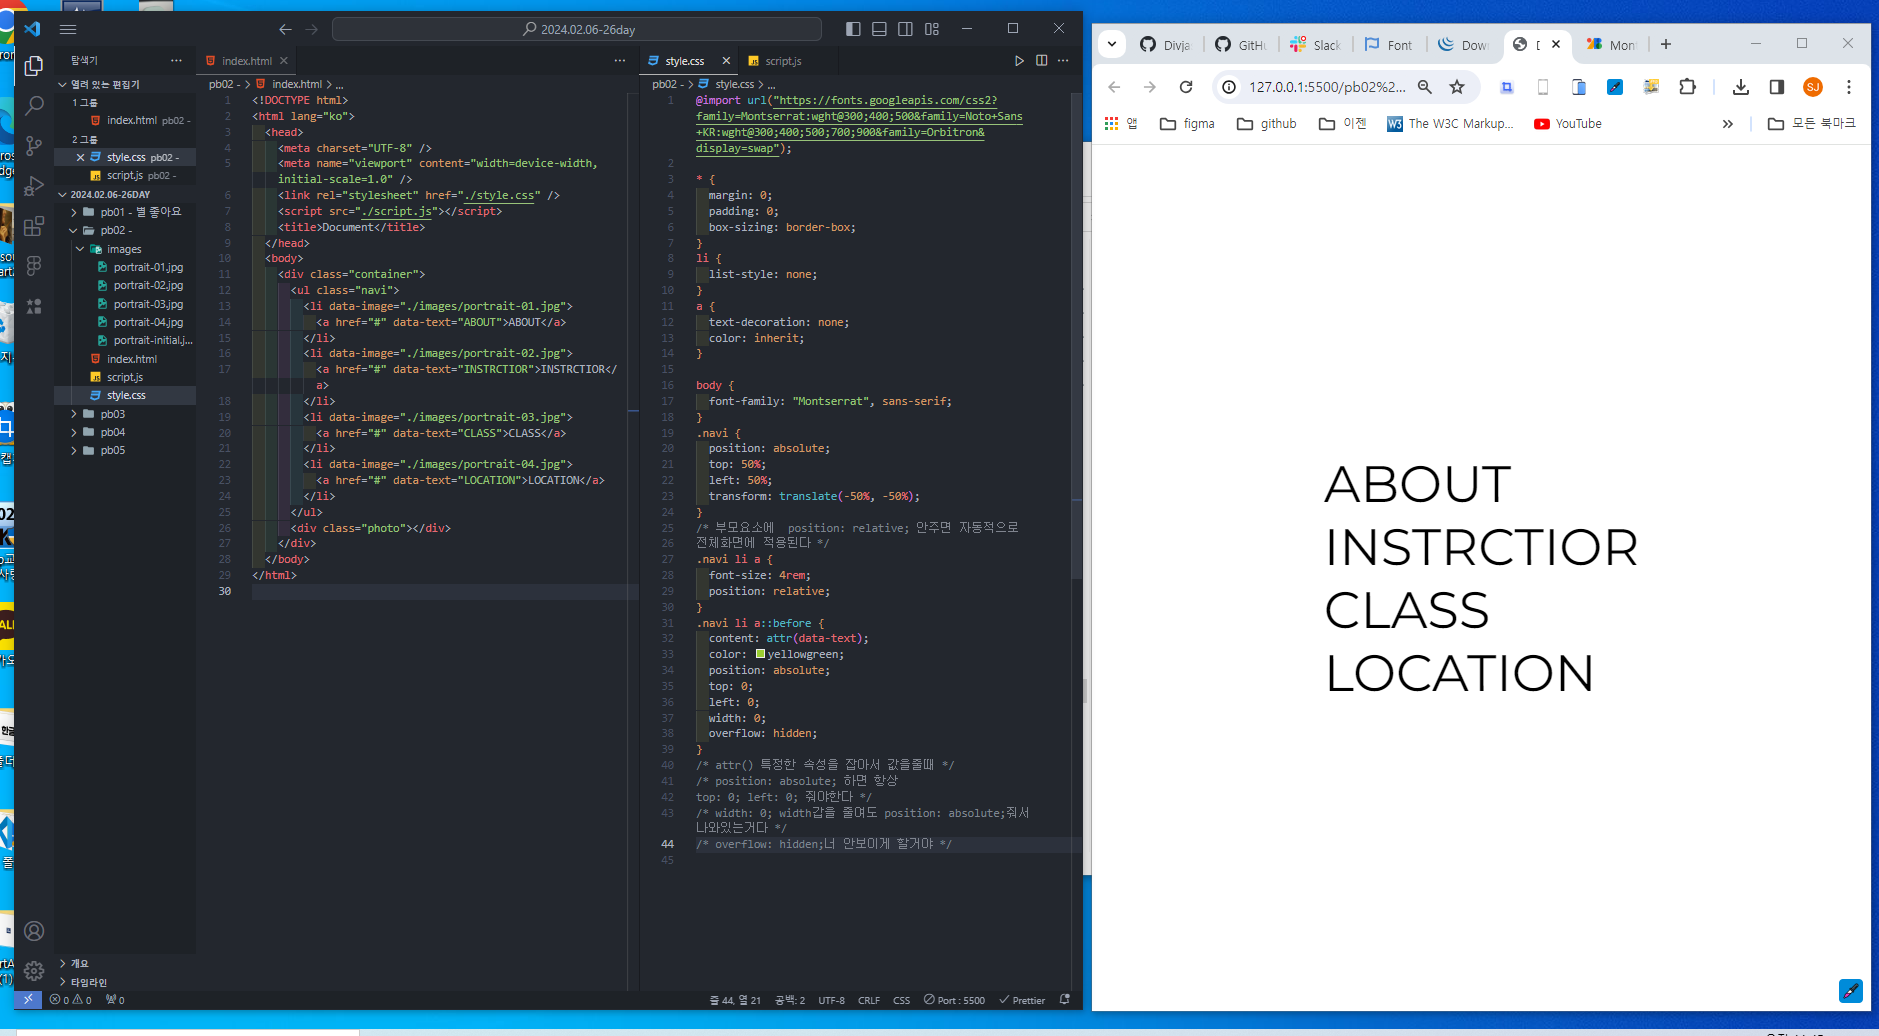 2024.02.06-26day
탐색기
열려 있는 편집기
1 그룹
index.html pb02 -
2 그룹
style.css pb02 -
script.js pb02 -
2024.02.06-26DAY
pb01 - 별 좋아요
pb02 -
images
portrait-01.jpg
portrait-02.jpg
portrait-03.jpg
portrait-04.jpg
portrait-initial.j...
index.html
script.js
style.css
pb03
pb04
pb05
개요
타임라인
index.html
pb02 - > index.html > ...
1 <!DOCTYPE html>
2 <html lang="ko">
3 <head>
4 <meta charset="UTF-8" />
5 <meta name="viewport" content="width=device-width,
initial-scale=1.0" />
6 <link rel="stylesheet" href="./style.css" />
7 <script src="./script.js"></script>
8 <title>Document</title>
9 </head>
10 <body>
11 <div class="container">
12 <ul class="navi">
13 <li data-image="./images/portrait-01.jpg">
14 <a href="#" data-text="ABOUT">ABOUT</a>
15 </li>
16 <li data-image="./images/portrait-02.jpg">
17 <a href="#" data-text="INSTRCTIOR">INSTRCTIOR</
a>
18 </li>
19 <li data-image="./images/portrait-03.jpg">
20 <a href="#" data-text="CLASS">CLASS</a>
21 </li>
22 <li data-image="./images/portrait-04.jpg">
23 <a href="#" data-text="LOCATION">LOCATION</a>
24 </li>
25 </ul>
26 <div class="photo"></div>
27 </div>
28 </body>
29 </html>
30
style.css
script.js
pb02 - > style.css > ...
1 @import url("https://fonts.googleapis.com/css2?
family=Montserrat:wght@300;400;500&family=Noto+Sans
+KR:wght@300;400;500;700;900&family=Orbitron&
display=swap");
2
3 * {
4 margin: 0;
5 padding: 0;
6 box-sizing: border-box;
7 }
8 li {
9 list-style: none;
10 }
11 a {
12 text-decoration: none;
13 color: inherit;
14 }
15
16 body {
17 font-family: "Montserrat", sans-serif;
18 }
19 .navi {
20 position: absolute;
21 top: 50%;
22 left: 50%;
23 transform: translate(-50%, -50%);
24 }
25 /* 부모요소에  position: relative; 안주면 자동적으로
26 전체화면에 적용된다 */
27 .navi li a {
28 font-size: 4rem;
29 position: relative;
30 }
31 .navi li a::before {
32 content: attr(data-text);
33 color: yellowgreen;
34 position: absolute;
35 top: 0;
36 left: 0;
37 width: 0;
38 overflow: hidden;
39 }
40 /* attr() 특정한 속성을 잡아서 값을줄때 */
41 /* position: absolute; 하면 항상
42 top: 0; left: 0; 줘야한다 */
43 /* width: 0; width갑을 줄여도 position: absolute;줘서
나와있는거다 */
44 /* overflow: hidden;너 안보이게 할거야 */
45
0 0 0
줄 44, 열 21 공백: 2 UTF-8 CRLF CSS Port : 5500 Prettier
Divja GitHu Slack Font Dow D Mon
127.0.0.1:5500/pb02%2...
SJ
앱 figma github 이젠 The W3C Markup... YouTube » 모든 북마크
ABOUT
INSTRCTIOR
CLASS
LOCATION